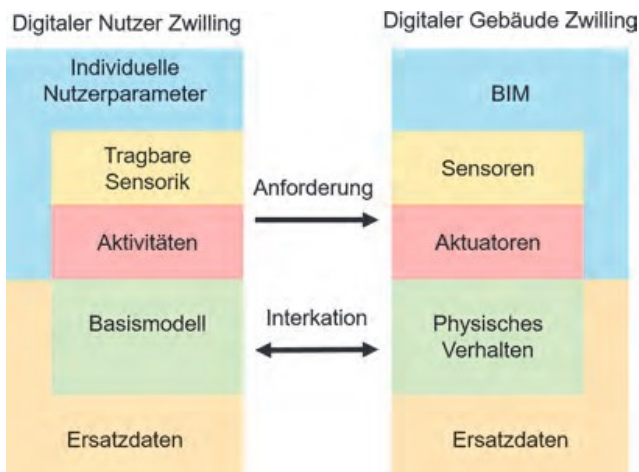 Digitaler Nutzer Zwilling
Individuelle
Nutzerparameter
Tragbare
Sensorik
Aktivitäten
Basismodell
Ersatzdaten
Anforderung
Interkation
Digitaler Gebäude Zwilling
BIM
Sensoren
Aktuatoren
Physisches
Verhalten
Ersatzdaten